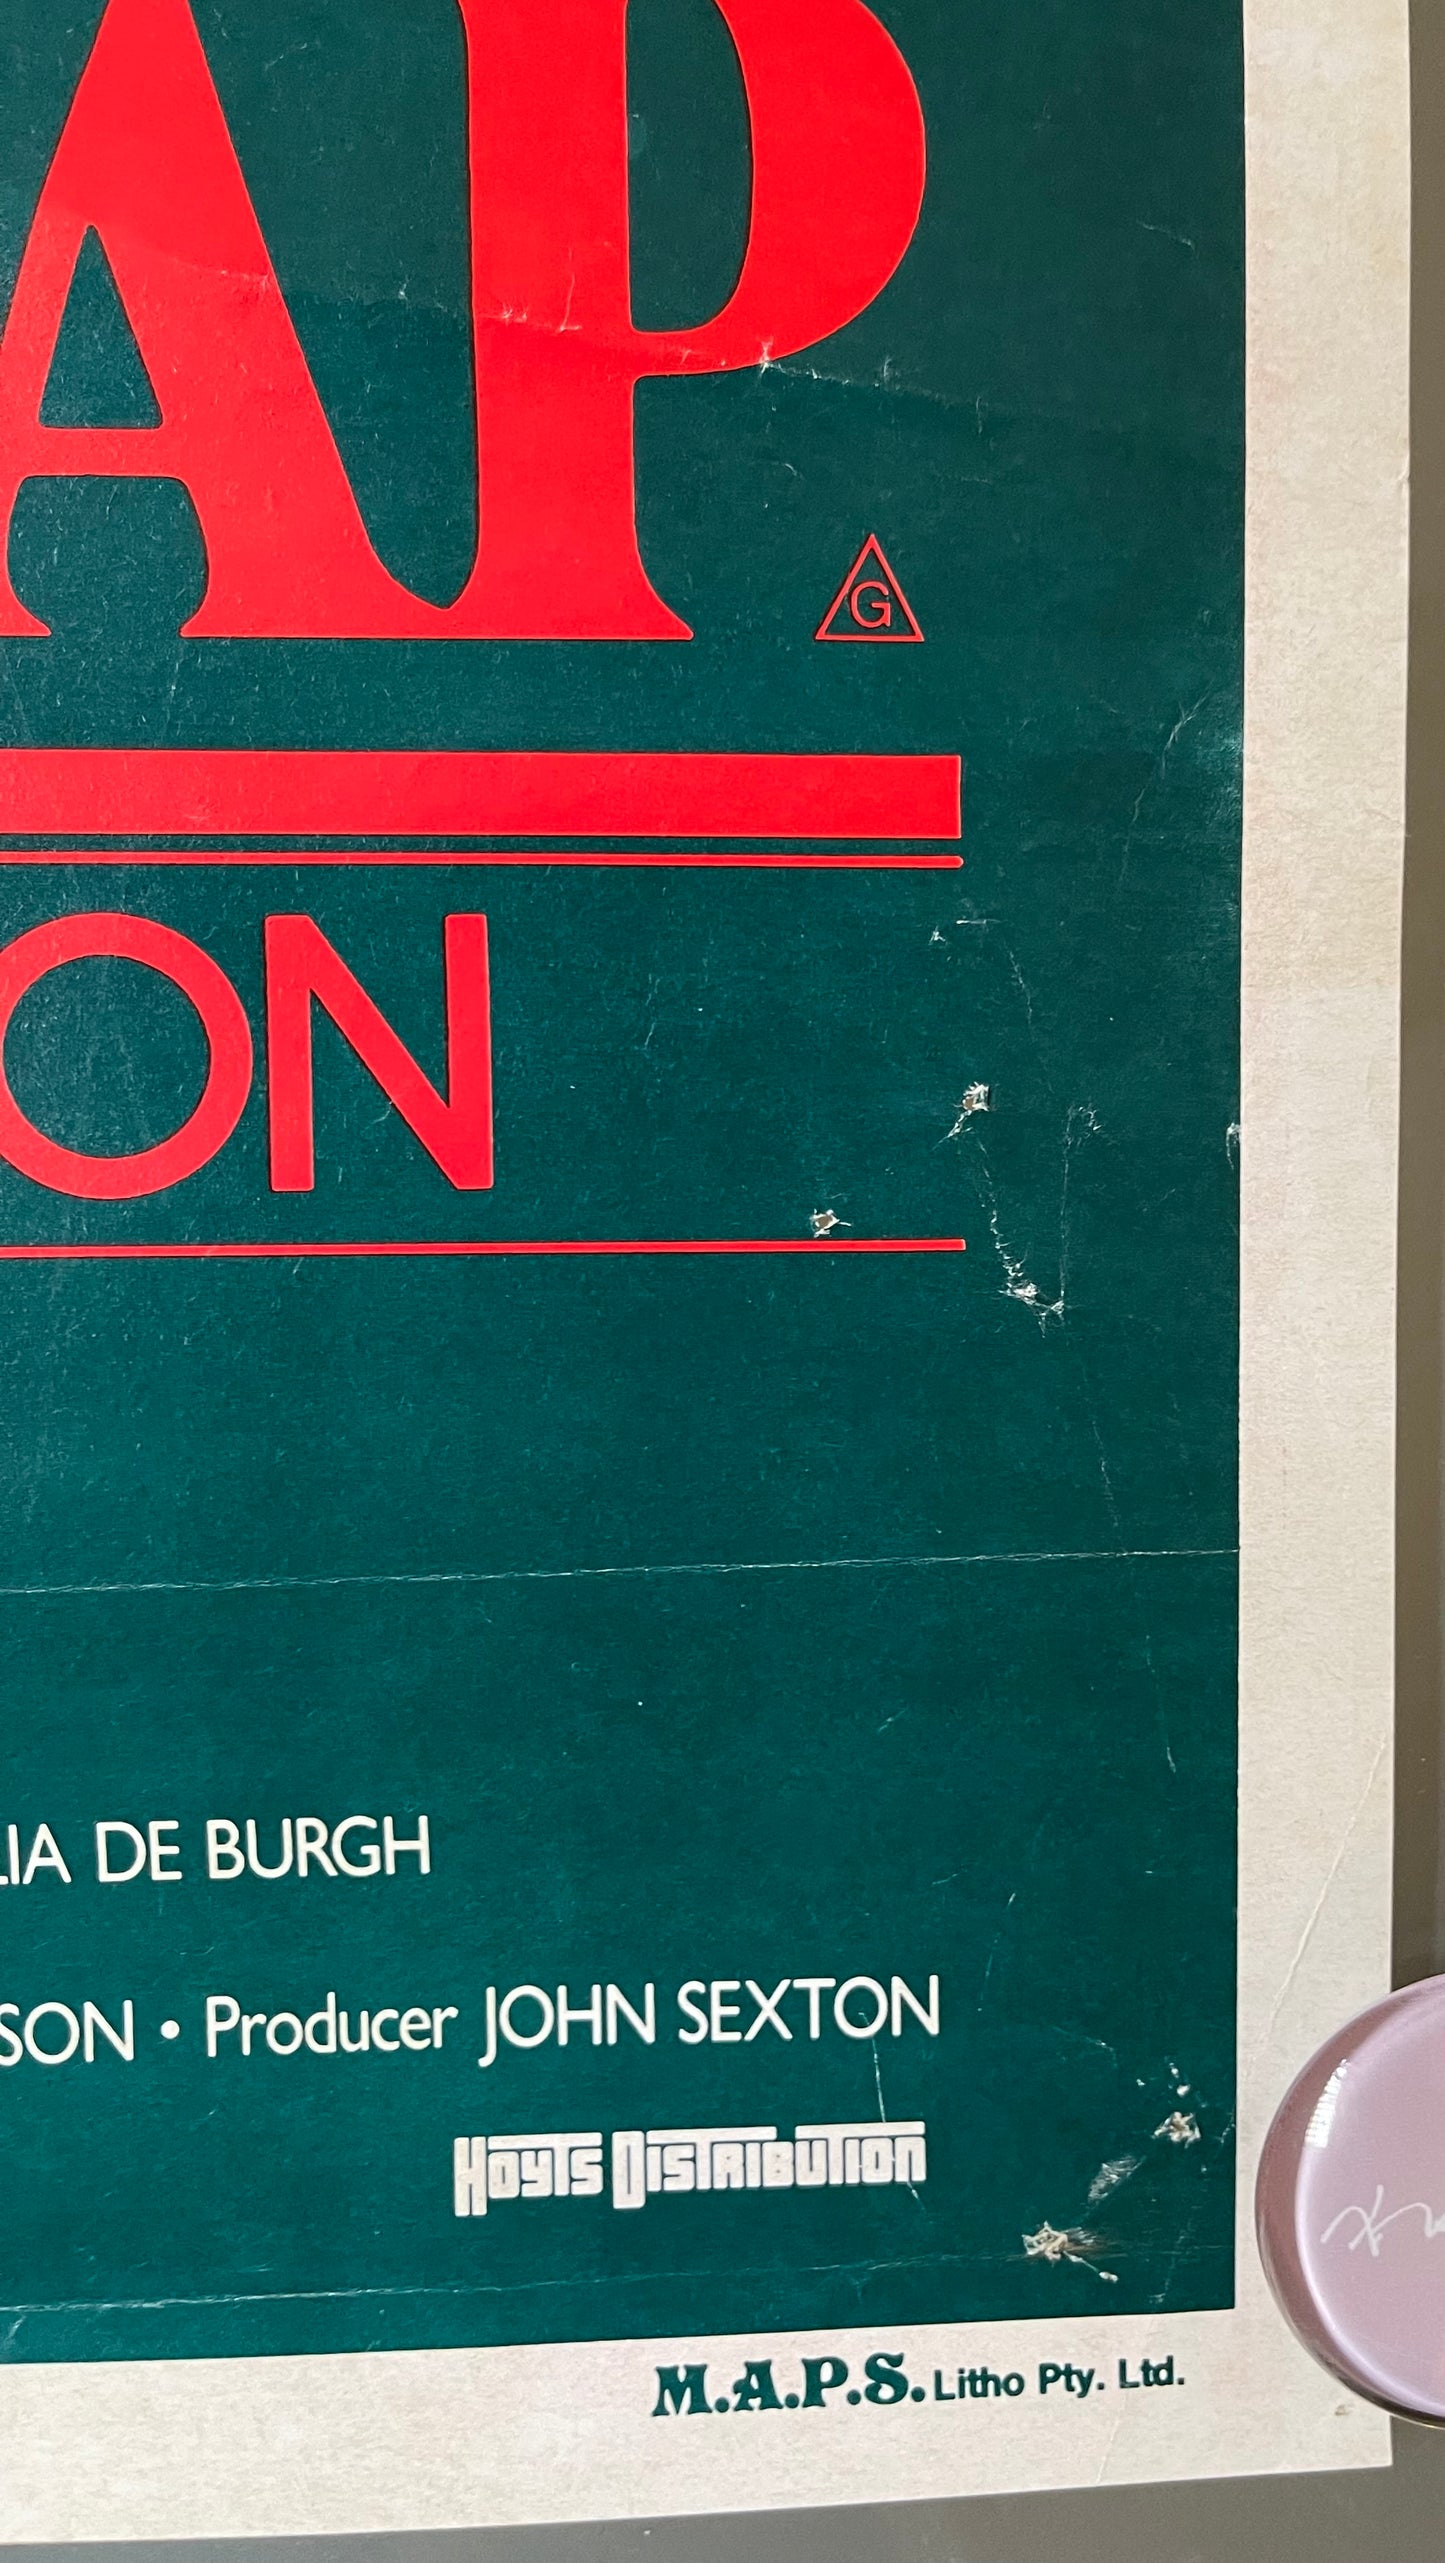 AP
G
ON
LIA DE BURGH
SON • Producer JOHN SEXTON
HOYTS DISTRIBUTION
M.A.P.S. Litho Pty. Ltd.